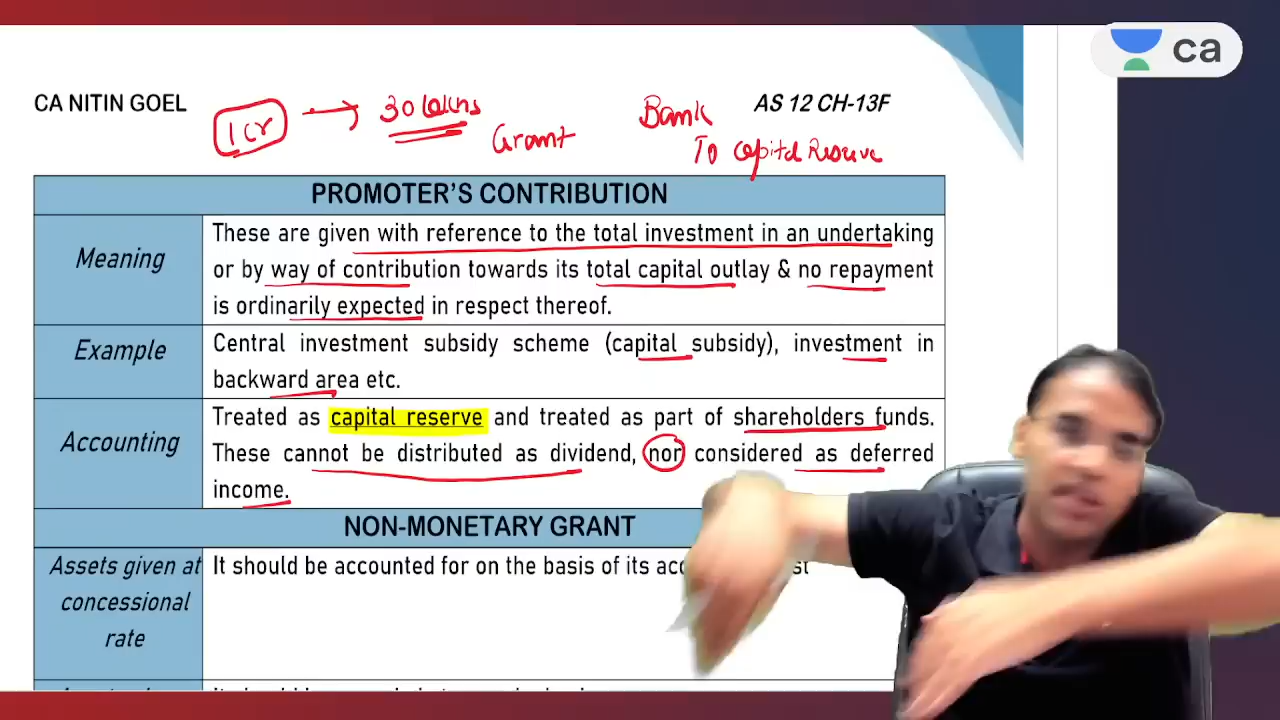 ca
CA NITIN GOEL
1 cr → 30 lakhs
Grant
Bank
To Capital Reserve
AS 12 CH-13F
PROMOTER'S CONTRIBUTION
Meaning
These are given with reference to the total investment in an undertaking
or by way of contribution towards its total capital outlay & no repayment
is ordinarily expected in respect thereof.
Example
Central investment subsidy scheme (capital subsidy), investment in
backward area etc.
Accounting
Treated as capital reserve and treated as part of shareholders funds.
These cannot be distributed as dividend, nor considered as deferred
income.
NON-MONETARY GRANT
Assets given at
concessional
rate
It should be accounted for on the basis of its